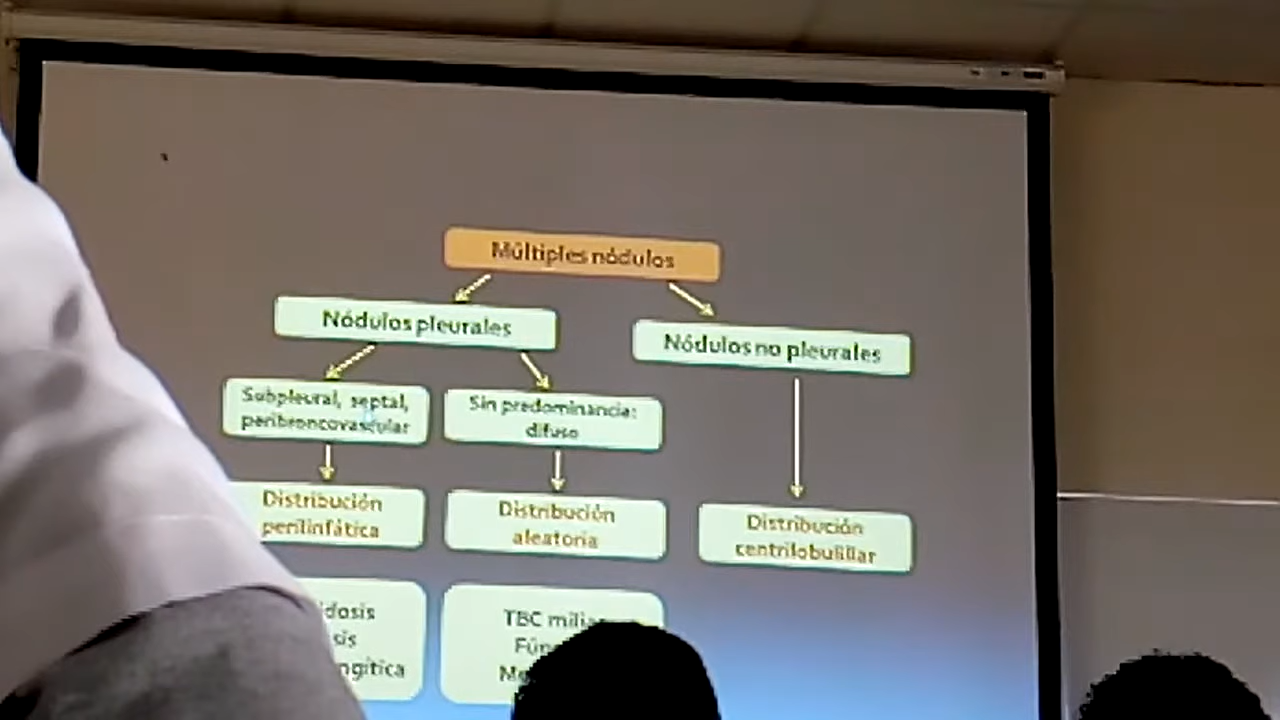 Múltiples nódulos
Nódulos pleurales
Nódulos no pleurales
Subpleural, septal,
peribroncovascular
Sin predominancia:
difuso
Distribución
perilinfática
Distribución
aleatoria
Distribución
centrilobulillar
TBC